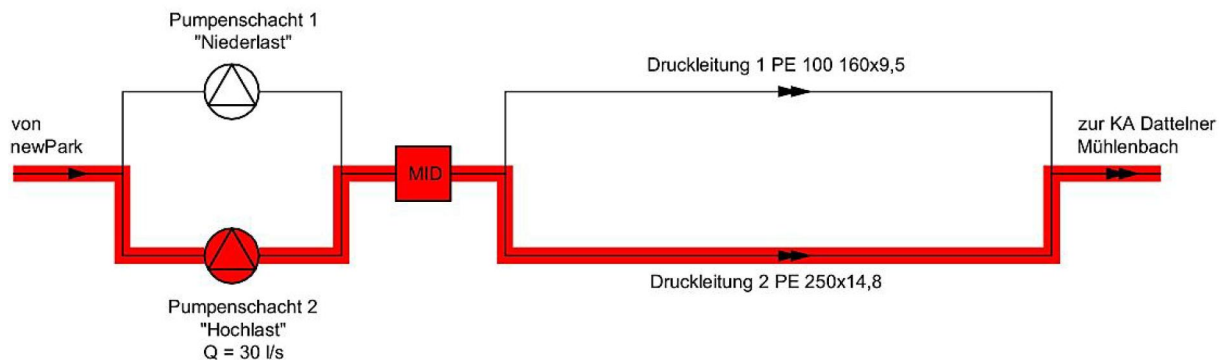 Pumpenschacht 1
"Niederlast"
Druckleitung 1 PE 100 160x9,5
von
newPark
zur KA Dattelner
Mühlenbach
MID
Druckleitung 2 PE 250x14,8
Pumpenschacht 2
"Hochlast"
Q = 30 l/s